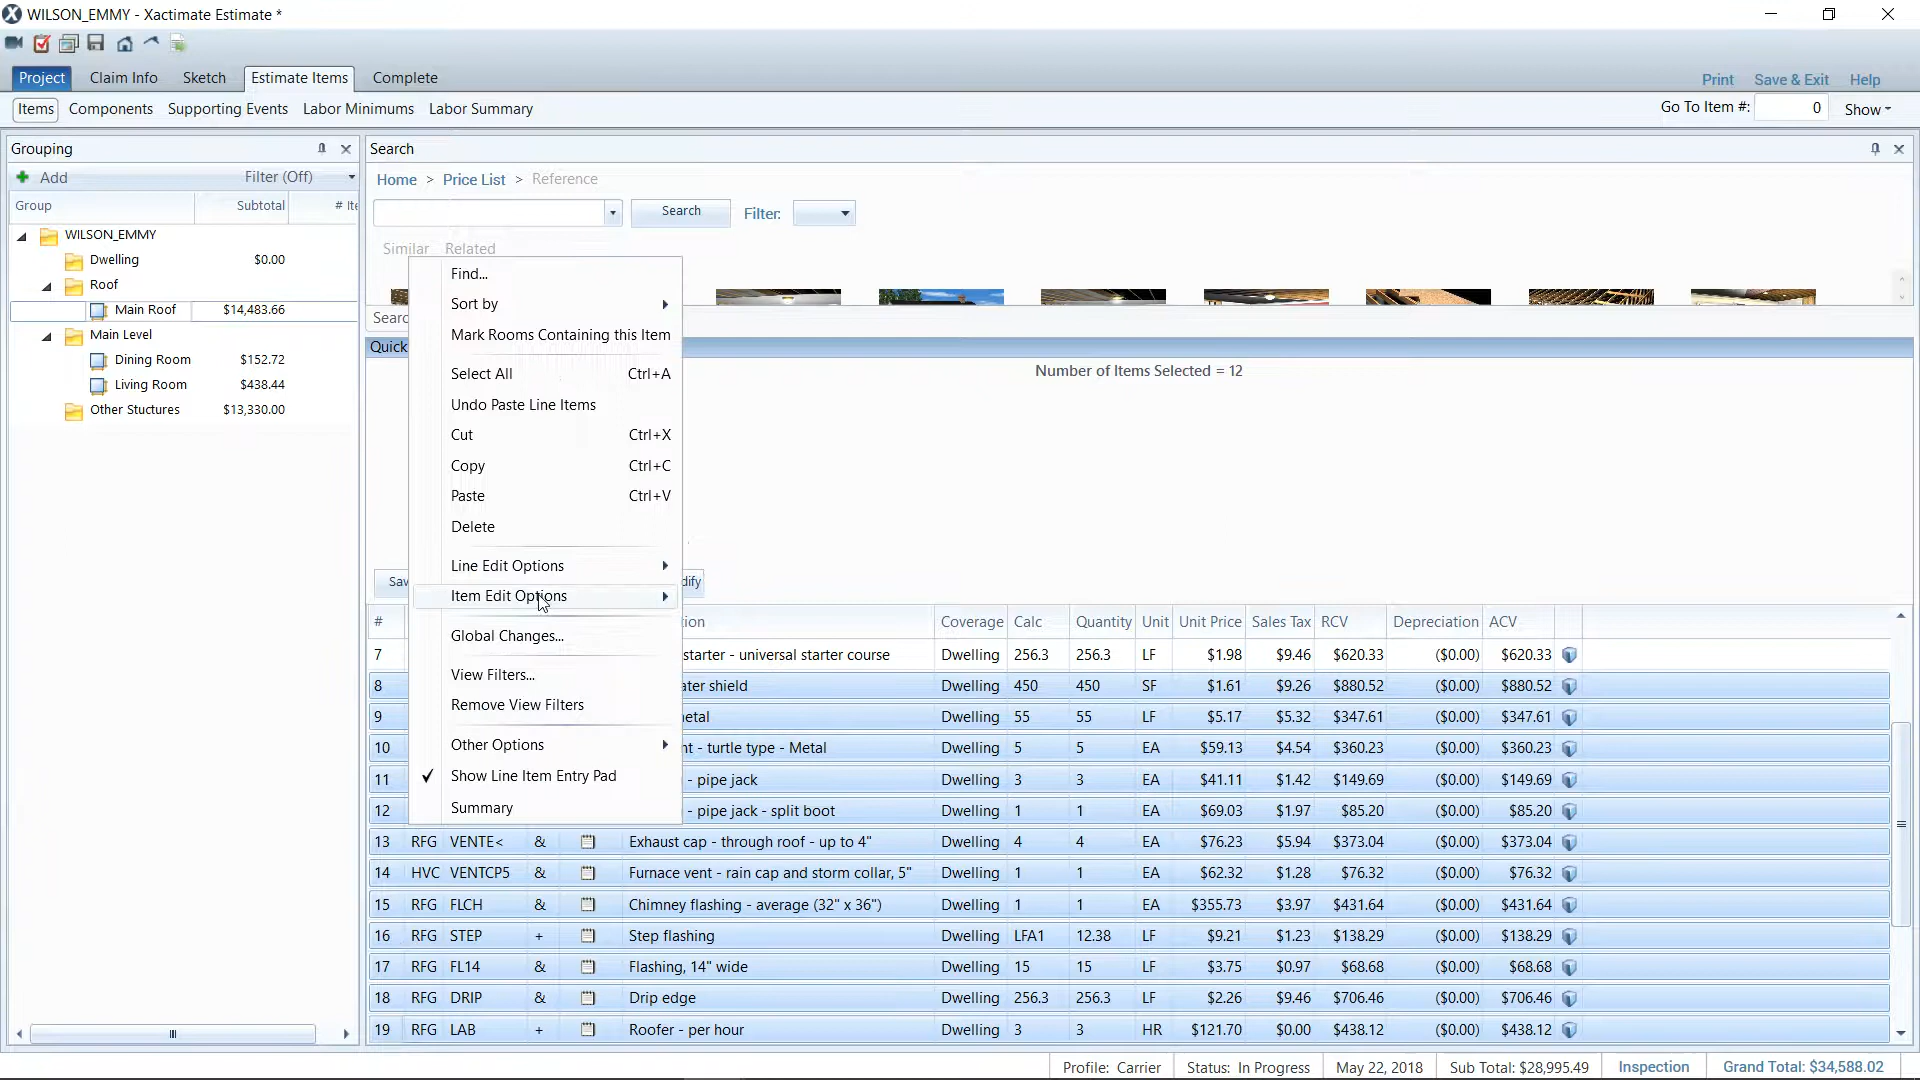 WILSON_EMMY - Xactimate Estimate *
Project Claim Info Sketch Estimate Items Complete
Print Save & Exit Help
Items Components Supporting Events Labor Minimums Labor Summary
Go To Item #: 0 Show
Grouping
Add Filter (Off)
Group Subtotal # Ite
WILSON_EMMY
Dwelling $0.00
Roof
Main Roof $14,483.66
Main Level
Dining Room $152.72
Living Room $438.44
Other Stuctures $13,330.00
Search
Home > Price List > Reference
Search Filter:
Similar Related
Searc
Quick
Number of Items Selected = 12
Find...
Sort by
Mark Rooms Containing this Item
Select All Ctrl+A
Undo Paste Line Items
Cut Ctrl+X
Copy Ctrl+C
Paste Ctrl+V
Delete
Line Edit Options
Item Edit Options
Global Changes...
View Filters...
Remove View Filters
Other Options
✓ Show Line Item Entry Pad
Summary
Sav dify
# ion Coverage Calc Quantity Unit Unit Price Sales Tax RCV Depreciation ACV
7 starter - universal starter course Dwelling 256.3 256.3 LF $1.98 $9.46 $620.33 ($0.00) $620.33
8 ater shield Dwelling 450 450 SF $1.61 $9.26 $880.52 ($0.00) $880.52
9 etal Dwelling 55 55 LF $5.17 $5.32 $347.61 ($0.00) $347.61
10 nt - turtle type - Metal Dwelling 5 5 EA $59.13 $4.54 $360.23 ($0.00) $360.23
11 - pipe jack Dwelling 3 3 EA $41.11 $1.42 $149.69 ($0.00) $149.69
12 - pipe jack - split boot Dwelling 1 1 EA $69.03 $1.97 $85.20 ($0.00) $85.20
13 RFG VENTE< & Exhaust cap - through roof - up to 4" Dwelling 4 4 EA $76.23 $5.94 $373.04 ($0.00) $373.04
14 HVC VENTCP5 & Furnace vent - rain cap and storm collar, 5" Dwelling 1 1 EA $62.32 $1.28 $76.32 ($0.00) $76.32
15 RFG FLCH & Chimney flashing - average (32" x 36") Dwelling 1 1 EA $355.73 $3.97 $431.64 ($0.00) $431.64
16 RFG STEP + Step flashing Dwelling LFA1 12.38 LF $9.21 $1.23 $138.29 ($0.00) $138.29
17 RFG FL14 & Flashing, 14" wide Dwelling 15 15 LF $3.75 $0.97 $68.68 ($0.00) $68.68
18 RFG DRIP & Drip edge Dwelling 256.3 256.3 LF $2.26 $9.46 $706.46 ($0.00) $706.46
19 RFG LAB + Roofer - per hour Dwelling 3 3 HR $121.70 $0.00 $438.12 ($0.00) $438.12
Profile: Carrier Status: In Progress May 22, 2018 Sub Total: $28,995.49 Inspection Grand Total: $34,588.02